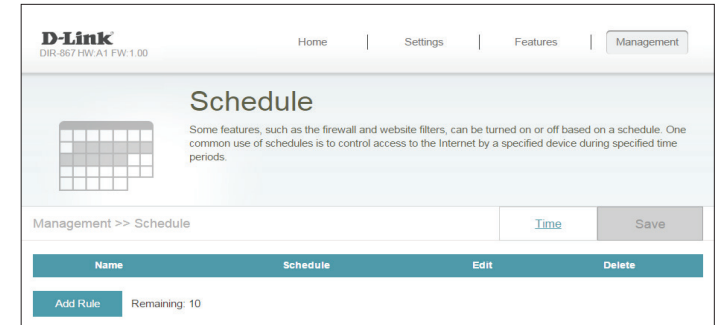 D-Link
DIR-867 HW:A1 FW:1.00
Home | Settings | Features | Management
Schedule
Some features, such as the firewall and website filters, can be turned on or off based on a schedule. One
common use of schedules is to control access to the Internet by a specified device during specified time
periods.
Management >> Schedule Time Save
Name Schedule Edit Delete
Add Rule Remaining: 10